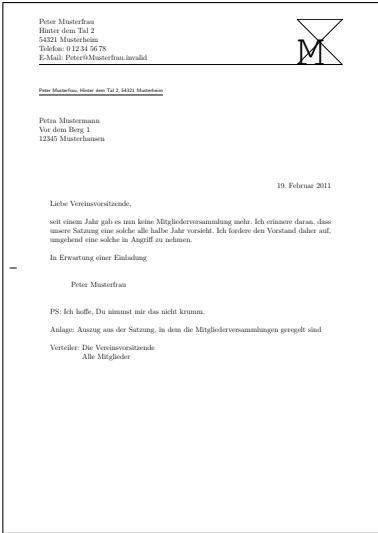 Peter Musterfrau
Hinter dem Tal 2
54321 Musterheim
Telefon: 0 12 34 56 78
E-Mail: Peter@Musterfrau.invalid
M
Peter Musterfrau, Hinter dem Tal 2, 54321 Musterheim
Petra Mustermann
Vor dem Berg 1
12345 Musterhausen
19. Februar 2011
Liebe Vereinsvorsitzende,
seit einem Jahr gab es nun keine Mitgliederversammlung mehr. Ich erinnere daran, dass
unsere Satzung eine solche alle halbe Jahr vorsieht. Ich fordere den Vorstand daher auf,
umgehend eine solche in Angriff zu nehmen.
In Erwartung einer Einladung
Peter Musterfrau
PS: Ich hoffe, Du nimmst mir das nicht krumm.
Anlage: Auszug aus der Satzung, in dem die Mitgliederversammlungen geregelt sind
Verteiler: Die Vereinsvorsitzende
Alle Mitglieder